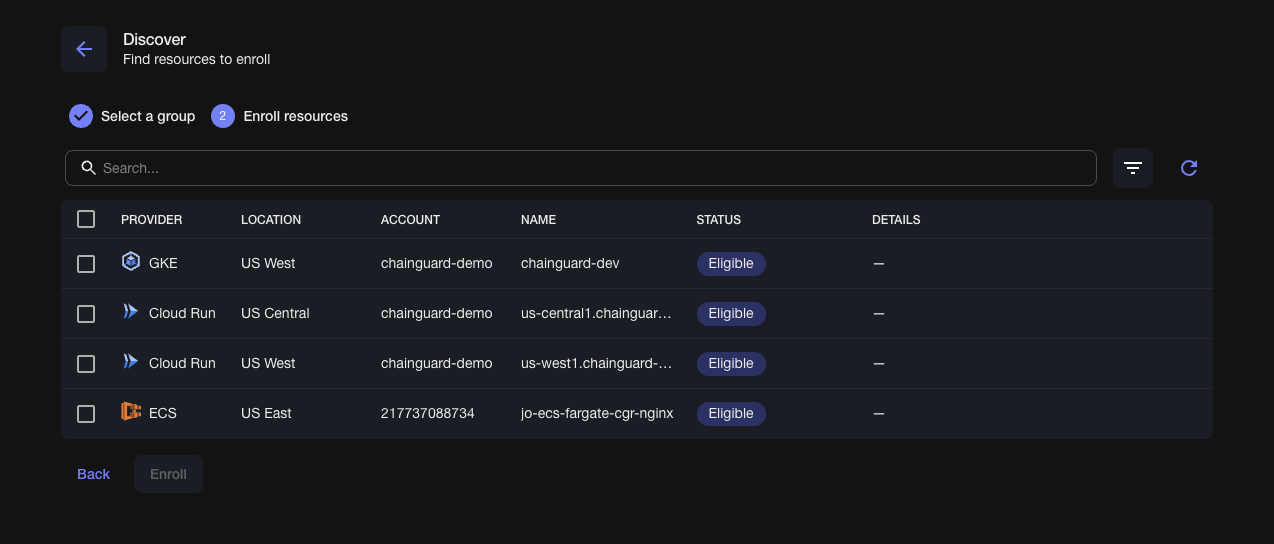 Discover
Find resources to enroll
Select a group 2 Enroll resources
Search...
PROVIDER LOCATION ACCOUNT NAME STATUS DETAILS
GKE US West chainguard-demo chainguard-dev Eligible —
Cloud Run US Central chainguard-demo us-central1.chainguar... Eligible —
Cloud Run US West chainguard-demo us-west1.chainguard-... Eligible —
ECS US East 217737088734 jo-ecs-fargate-cgr-nginx Eligible —
Back Enroll